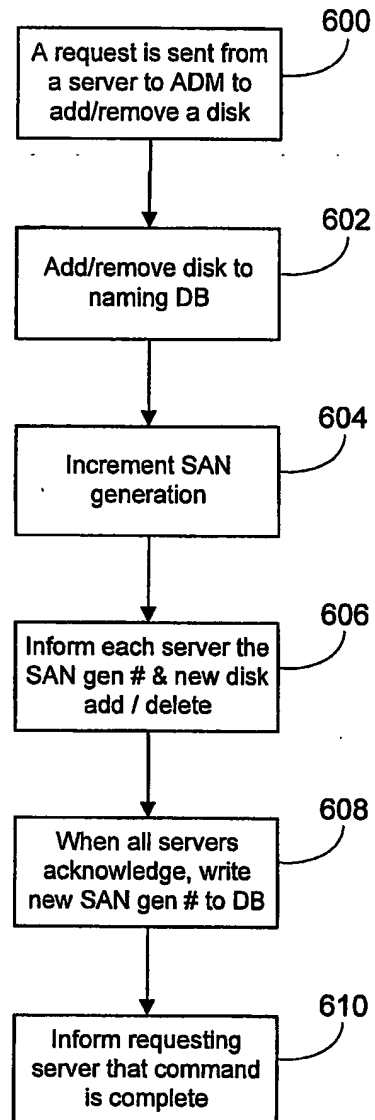 600
A request is sent from
a server to ADM to
add/remove a disk
602
Add/remove disk to
naming DB
604
Increment SAN
generation
606
Inform each server the
SAN gen # & new disk
add / delete
608
When all servers
acknowledge, write
new SAN gen # to DB
610
Inform requesting
server that command
is complete